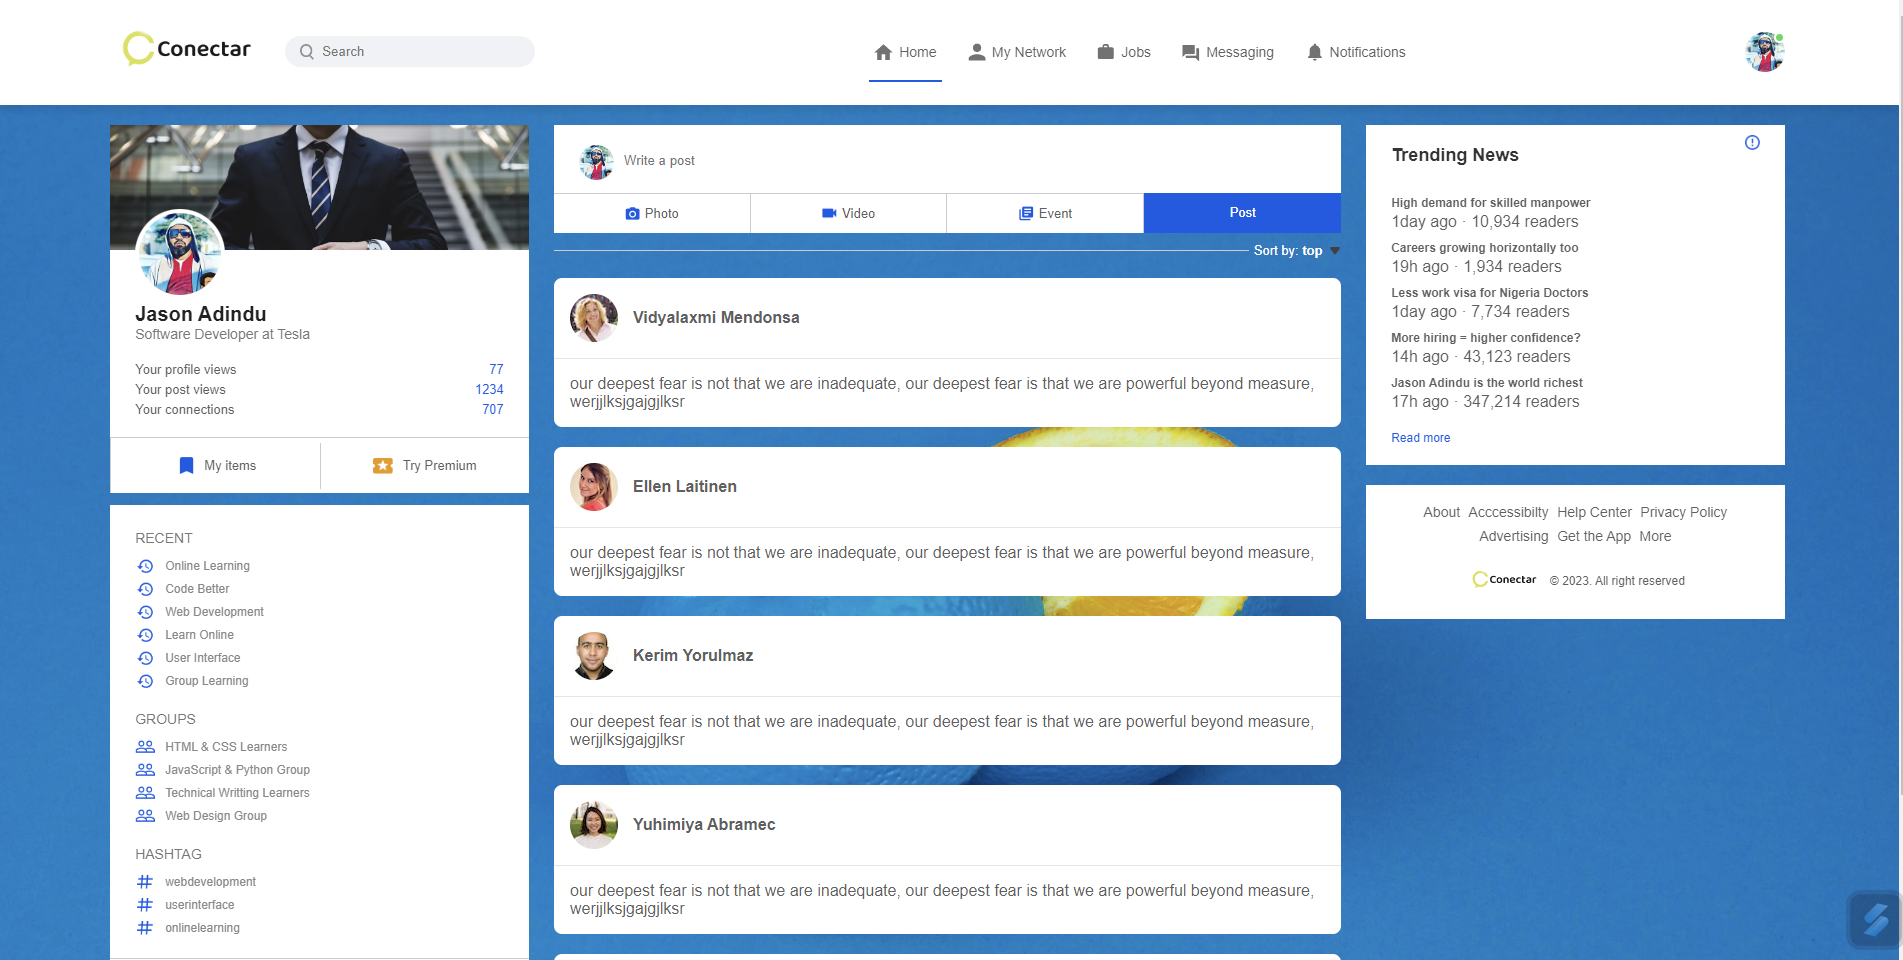 Conectar
Search
Home
My Network
Jobs
Messaging
Notifications
Jason Adindu
Software Developer at Tesla
Your profile views 77
Your post views 1234
Your connections 707
My items
Try Premium
RECENT
Online Learning
Code Better
Web Development
Learn Online
User Interface
Group Learning
GROUPS
HTML & CSS Learners
JavaScript & Python Group
Technical Writting Learners
Web Design Group
HASHTAG
webdevelopment
userinterface
onlinelearning
Write a post
Photo
Video
Event
Post
Sort by: top
Vidyalaxmi Mendonsa
our deepest fear is not that we are inadequate, our deepest fear is that we are powerful beyond measure,
werjjlksjgajgjlksr
Ellen Laitinen
our deepest fear is not that we are inadequate, our deepest fear is that we are powerful beyond measure,
werjjlksjgajgjlksr
Kerim Yorulmaz
our deepest fear is not that we are inadequate, our deepest fear is that we are powerful beyond measure,
werjjlksjgajgjlksr
Yuhimiya Abramec
our deepest fear is not that we are inadequate, our deepest fear is that we are powerful beyond measure,
werjjlksjgajgjlksr
Trending News
High demand for skilled manpower
1day ago · 10,934 readers
Careers growing horizontally too
19h ago · 1,934 readers
Less work visa for Nigeria Doctors
1day ago · 7,734 readers
More hiring = higher confidence?
14h ago · 43,123 readers
Jason Adindu is the world richest
17h ago · 347,214 readers
Read more
About Acccessibilty Help Center Privacy Policy
Advertising Get the App More
Conectar © 2023. All right reserved